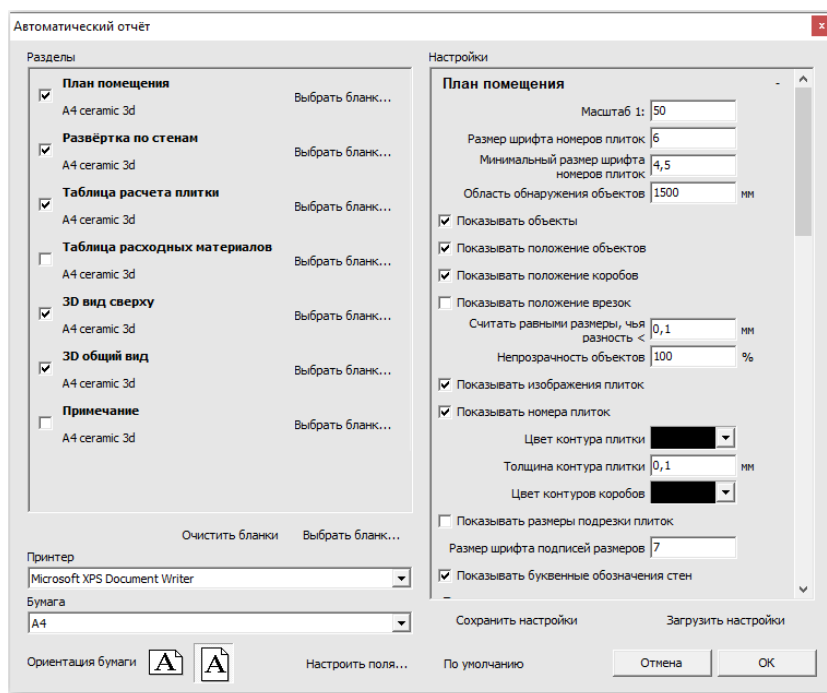 Автоматический отчёт
x
Разделы
План помещения
A4 ceramic 3d
Выбрать бланк...
Развёртка по стенам
A4 ceramic 3d
Выбрать бланк...
Таблица расчета плитки
A4 ceramic 3d
Выбрать бланк...
Таблица расходных материалов
A4 ceramic 3d
Выбрать бланк...
3D вид сверху
A4 ceramic 3d
Выбрать бланк...
3D общий вид
A4 ceramic 3d
Выбрать бланк...
Примечание
A4 ceramic 3d
Выбрать бланк...
Очистить бланки Выбрать бланк...
Принтер
Microsoft XPS Document Writer
Бумага
A4
Ориентация бумаги A A Настроить поля...
Настройки
План помещения -
Масштаб 1: 50
Размер шрифта номеров плиток 6
Минимальный размер шрифта
номеров плиток 4,5
Область обнаружения объектов 1500 мм
Показывать объекты
Показывать положение объектов
Показывать положение коробов
Показывать положение врезок
Считать равными размеры, чья
разность < 0,1 мм
Непрозрачность объектов 100 %
Показывать изображения плиток
Показывать номера плиток
Цвет контура плитки
Толщина контура плитки 0,1 мм
Цвет контуров коробов
Показывать размеры подрезки плиток
Размер шрифта подписей размеров 7
Показывать буквенные обозначения стен
Сохранить настройки Загрузить настройки
По умолчанию Отмена OK